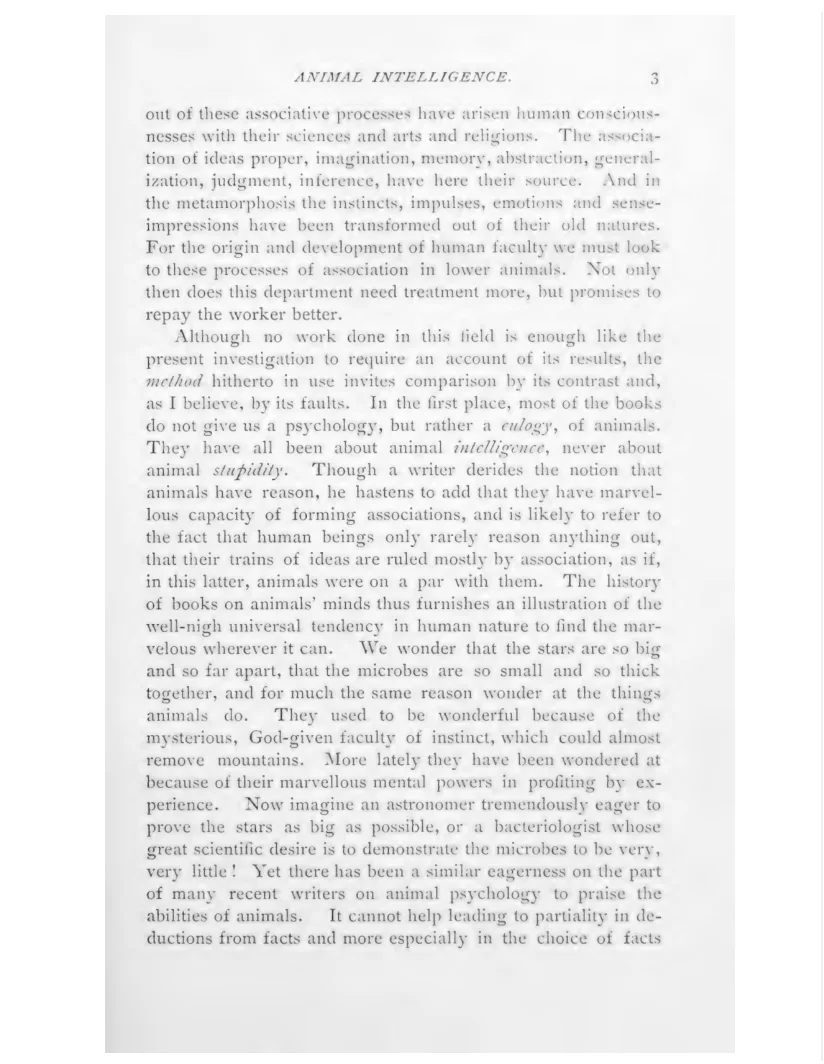 ANIMAL INTELLIGENCE. 3
out of these associative processes have arisen human conscious-
nesses with their sciences and arts and religions. The associa-
tion of ideas proper, imagination, memory, abstraction, general-
ization, judgment, inference, have here their source. And in
the metamorphosis the instincts, impulses, emotions and sense-
impressions have been transformed out of their old natures.
For the origin and development of human faculty we must look
to these processes of association in lower animals. Not only
then does this department need treatment more, but promises to
repay the worker better.
Although no work done in this field is enough like the
present investigation to require an account of its results, the
method hitherto in use invites comparison by its contrast and,
as I believe, by its faults. In the first place, most of the books
do not give us a psychology, but rather a eulogy, of animals.
They have all been about animal intelligence, never about
animal stupidity. Though a writer derides the notion that
animals have reason, he hastens to add that they have marvel-
lous capacity of forming associations, and is likely to refer to
the fact that human beings only rarely reason anything out,
that their trains of ideas are ruled mostly by association, as if,
in this latter, animals were on a par with them. The history
of books on animals' minds thus furnishes an illustration of the
well-nigh universal tendency in human nature to find the mar-
velous wherever it can. We wonder that the stars are so big
and so far apart, that the microbes are so small and so thick
together, and for much the same reason wonder at the things
animals do. They used to be wonderful because of the
mysterious, God-given faculty of instinct, which could almost
remove mountains. More lately they have been wondered at
because of their marvellous mental powers in profiting by ex-
perience. Now imagine an astronomer tremendously eager to
prove the stars as big as possible, or a bacteriologist whose
great scientific desire is to demonstrate the microbes to be very,
very little! Yet there has been a similar eagerness on the part
of many recent writers on animal psychology to praise the
abilities of animals. It cannot help leading to partiality in de-
ductions from facts and more especially in the choice of facts